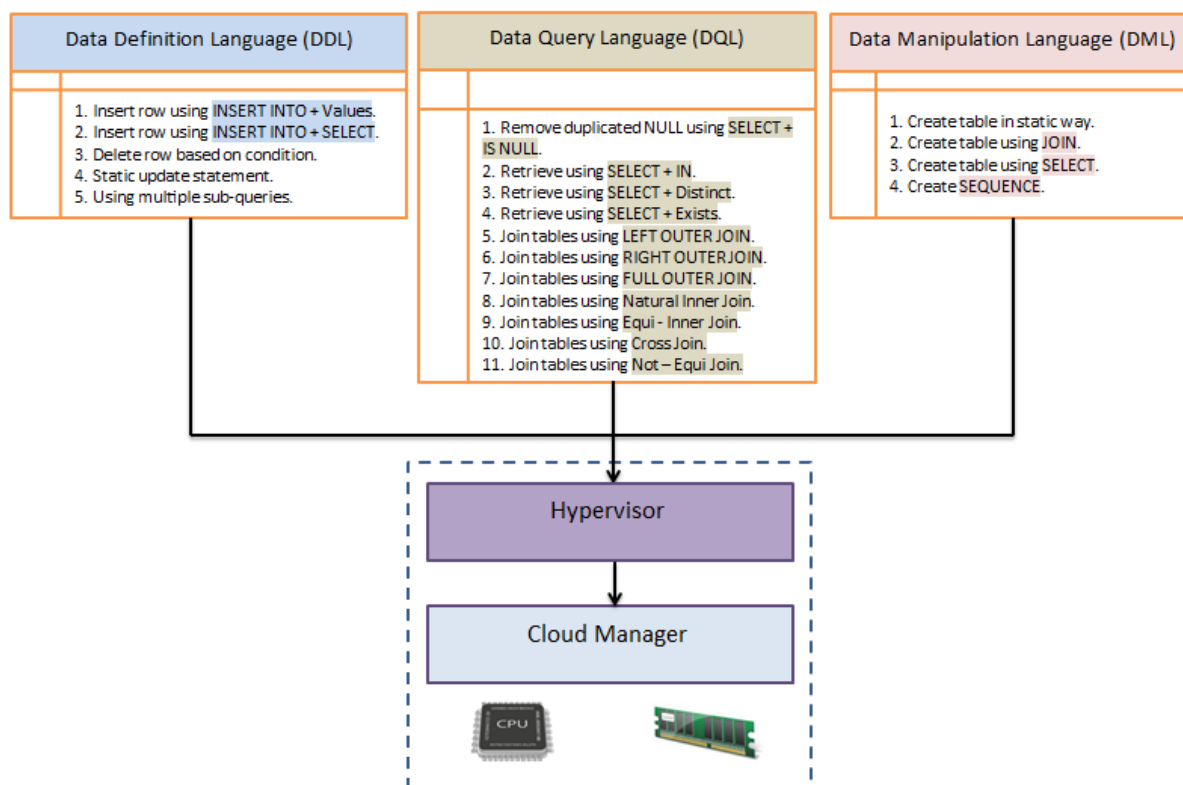 Data Definition Language (DDL)
1. Insert row using INSERT INTO + Values.
2. Insert row using INSERT INTO + SELECT.
3. Delete row based on condition.
4. Static update statement.
5. Using multiple sub-queries.
Data Query Language (DQL)
1. Remove duplicated NULL using SELECT +
IS NULL.
2. Retrieve using SELECT + IN.
3. Retrieve using SELECT + Distinct.
4. Retrieve using SELECT + Exists.
5. Join tables using LEFT OUTER JOIN.
6. Join tables using RIGHT OUTER JOIN.
7. Join tables using FULL OUTER JOIN.
8. Join tables using Natural Inner Join.
9. Join tables using Equi - Inner Join.
10. Join tables using Cross Join.
11. Join tables using Not – Equi Join.
Data Manipulation Language (DML)
1. Create table in static way.
2. Create table using JOIN.
3. Create table using SELECT.
4. Create SEQUENCE.
Hypervisor
Cloud Manager
CPU